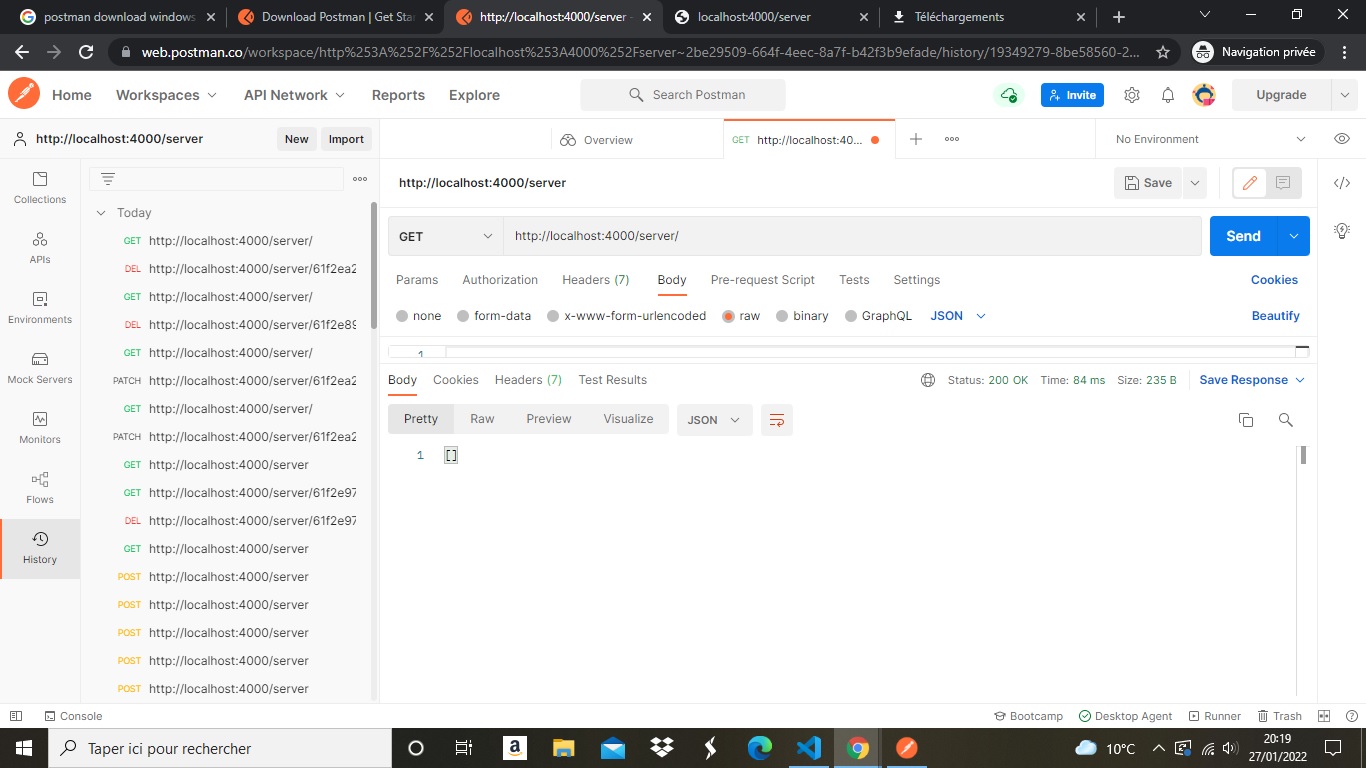 postman download windows
Download Postman | Get Star
http://localhost:4000/server -
localhost:4000/server
Téléchargements
web.postman.co/workspace/http%253A%252F%252Flocalhost%253A4000%252Fserver~2be29509-664f-4eec-8a7f-b42f3b9efade/history/19349279-8be58560-2...
Navigation privée
Home
Workspaces
API Network
Reports
Explore
Search Postman
Invite
Upgrade
http://localhost:4000/server
New
Import
Overview
GET http://localhost:40...
No Environment
Collections
APIs
Environments
Mock Servers
Monitors
Flows
History
Today
GET http://localhost:4000/server/
DEL http://localhost:4000/server/61f2ea2
GET http://localhost:4000/server/
DEL http://localhost:4000/server/61f2e89
GET http://localhost:4000/server/
PATCH http://localhost:4000/server/61f2ea2
GET http://localhost:4000/server/
PATCH http://localhost:4000/server/61f2ea2
GET http://localhost:4000/server
GET http://localhost:4000/server/61f2e97
DEL http://localhost:4000/server/61f2e97
GET http://localhost:4000/server
POST http://localhost:4000/server
POST http://localhost:4000/server
POST http://localhost:4000/server
POST http://localhost:4000/server
POST http://localhost:4000/server
http://localhost:4000/server
Save
GET
http://localhost:4000/server/
Send
Params
Authorization
Headers (7)
Body
Pre-request Script
Tests
Settings
Cookies
none
form-data
x-www-form-urlencoded
raw
binary
GraphQL
JSON
Beautify
1
Body
Cookies
Headers (7)
Test Results
Status: 200 OK
Time: 84 ms
Size: 235 B
Save Response
Pretty
Raw
Preview
Visualize
JSON
1 []
Console
Bootcamp
Desktop Agent
Runner
Trash
Taper ici pour rechercher
a
10°C
20:19
27/01/2022